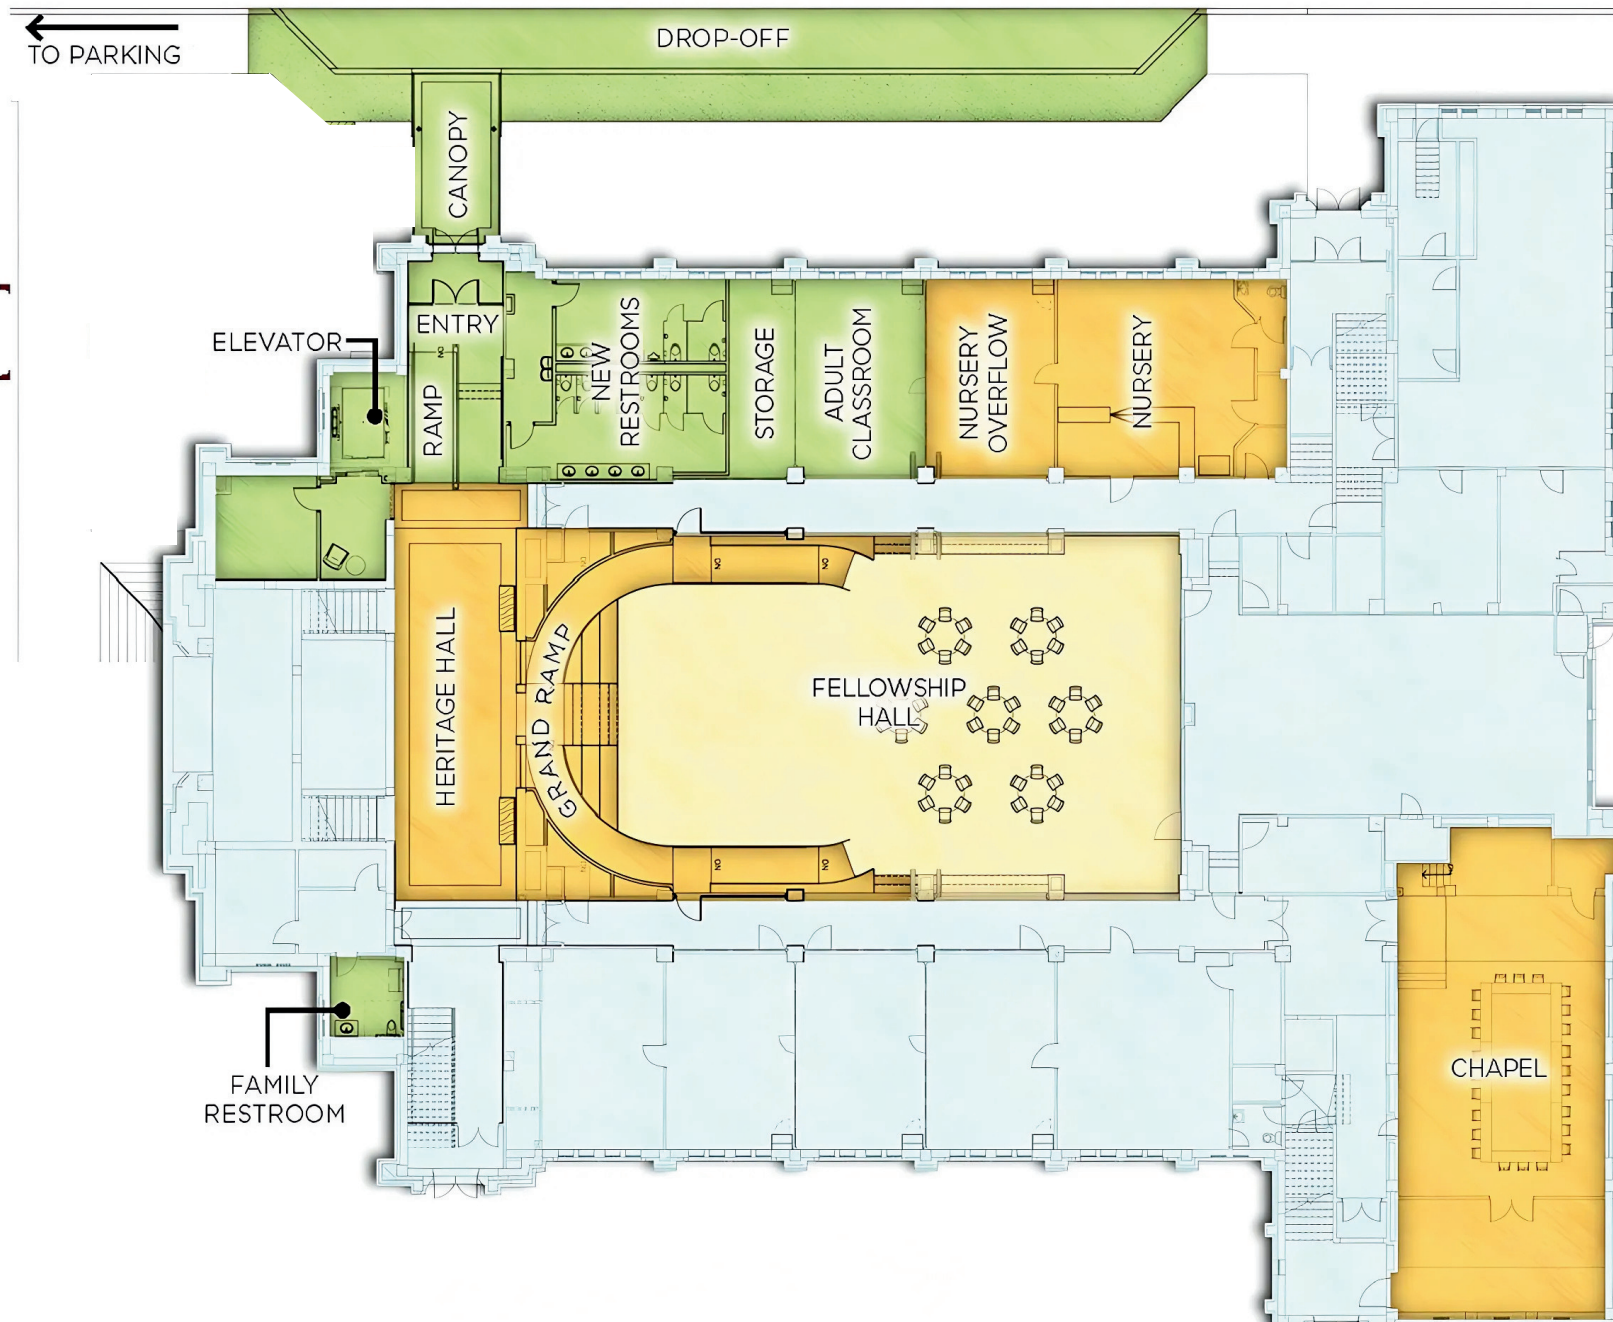 DROP-OFF
TO PARKING
CANOPY
ENTRY
ELEVATOR
RAMP
NEW
RESTROOMS
STORAGE
ADULT
CLASSROOM
NURSERY
OVERFLOW
NURSERY
HERITAGE HALL
GRAND RAMP
FELLOWSHIP
HALL
CHAPEL
FAMILY
RESTROOM